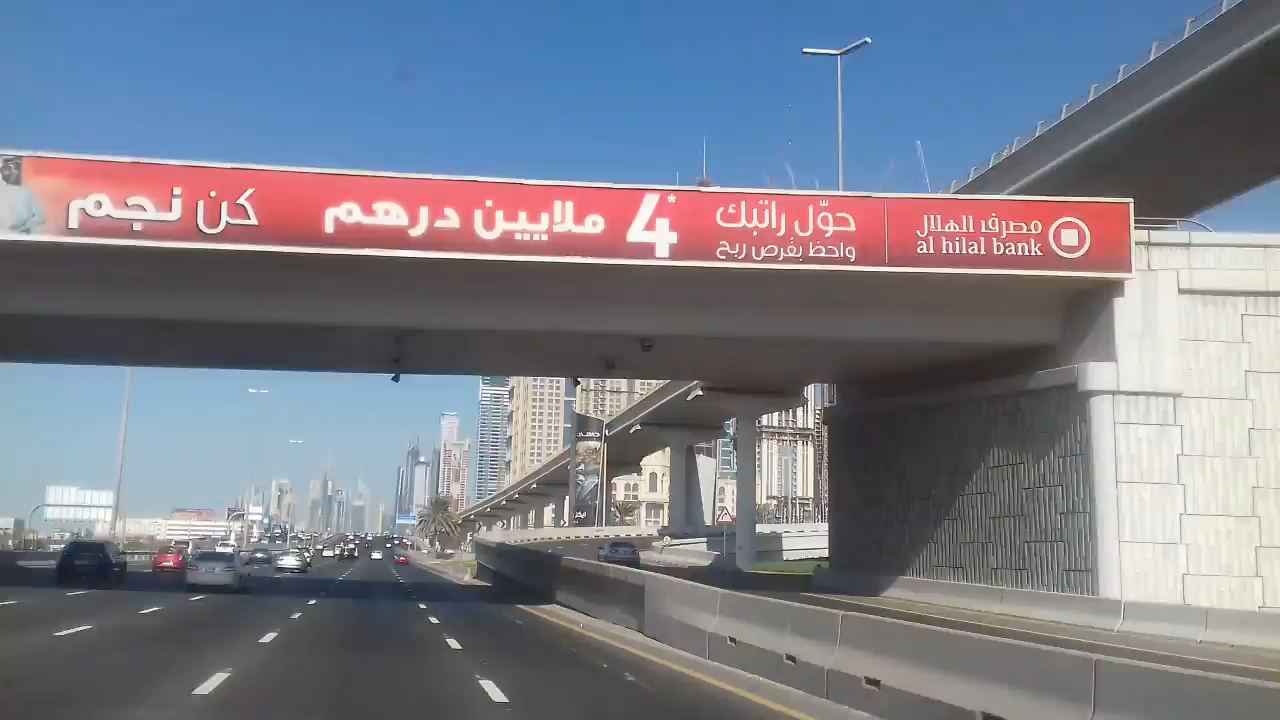 مصرف الهلال
al hilal bank
حوّل راتبك
واحظَ بفُرص ربح
4*
ملايين درهم
كن نجم